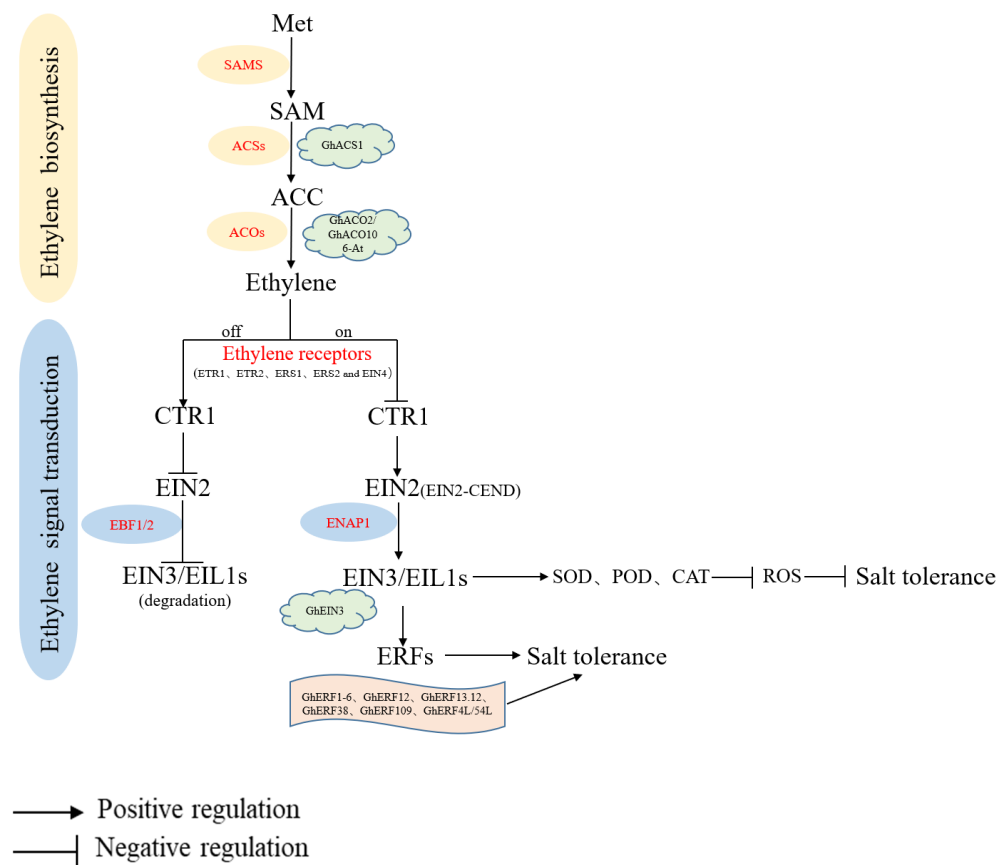 Ethylene biosynthesis
Met
SAMS
SAM
ACSs
GhACS1
ACC
ACOs
GhACO2/
GhACO10
6-At
Ethylene
Ethylene signal transduction
off
on
Ethylene receptors
(ETR1、ETR2、ERS1、ERS2 and EIN4)
CTR1
CTR1
EIN2
EIN2(EIN2-CEND)
EBF1/2
ENAP1
EIN3/EIL1s
(degradation)
EIN3/EIL1s
SOD、POD、CAT
ROS
Salt tolerance
GhEIN3
ERFs
Salt tolerance
GhERF1-6、GhERF12、GhERF13.12、
GhERF38、GhERF109、GhERF4L/54L
Positive regulation
Negative regulation